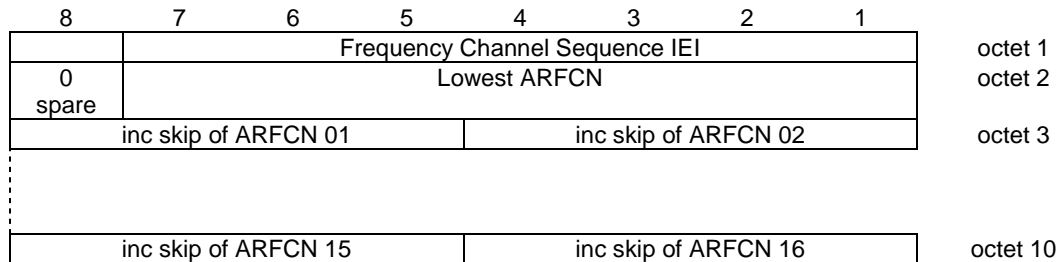 8 7 6 5 4 3 2 1
Frequency Channel Sequence IEI octet 1
0 Lowest ARFCN octet 2
spare
inc skip of ARFCN 01 inc skip of ARFCN 02 octet 3
inc skip of ARFCN 15 inc skip of ARFCN 16 octet 10